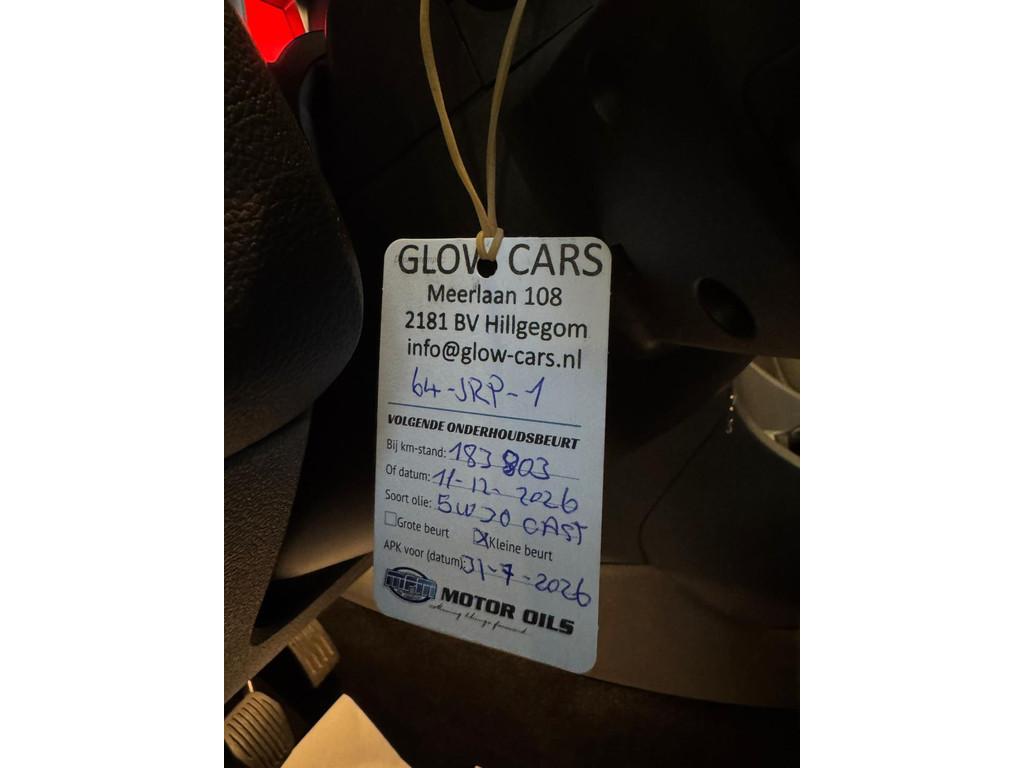 GLOW CARS
Meerlaan 108
2181 BV Hillgegom
info@glow-cars.nl
64-JRP-1
VOLGENDE ONDERHOUDSBEURT
Bij km-stand: 183 803
Of datum: 11-12-2026
Soort olie: 5W30 CAST
Grote beurt X Kleine beurt
APK voor (datum): 31-7-2026
MPM MOTOR OILS